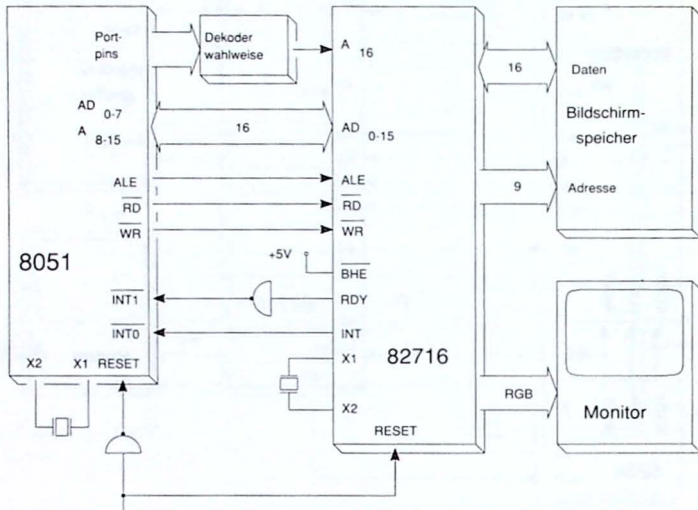 Port-
pins
Dekoder
wahlweise
A 16
16
Daten
Bildschirm-
speicher
AD 0-7
A 8-15
16
AD 0-15
ALE
ALE
9
Adresse
RD
RD
WR
WR
8051
+5V
BHE
INT1
RDY
INT0
INT
X1
82716
X2
X1
RESET
X2
RGB
Monitor
RESET